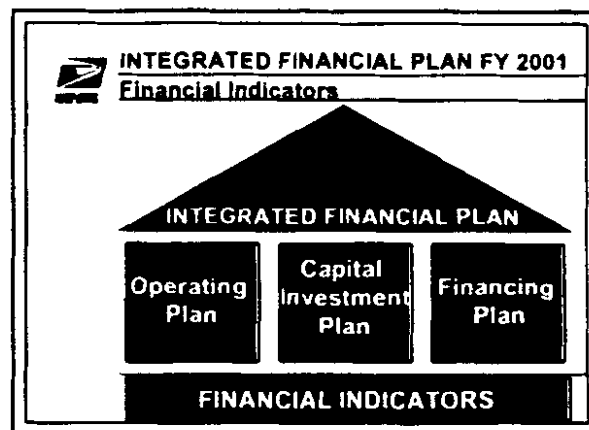 INTEGRATED FINANCIAL PLAN FY 2001
Financial Indicators
INTEGRATED FINANCIAL PLAN
Operating
Plan
Capital
Investment
Plan
Financing
Plan
FINANCIAL INDICATORS